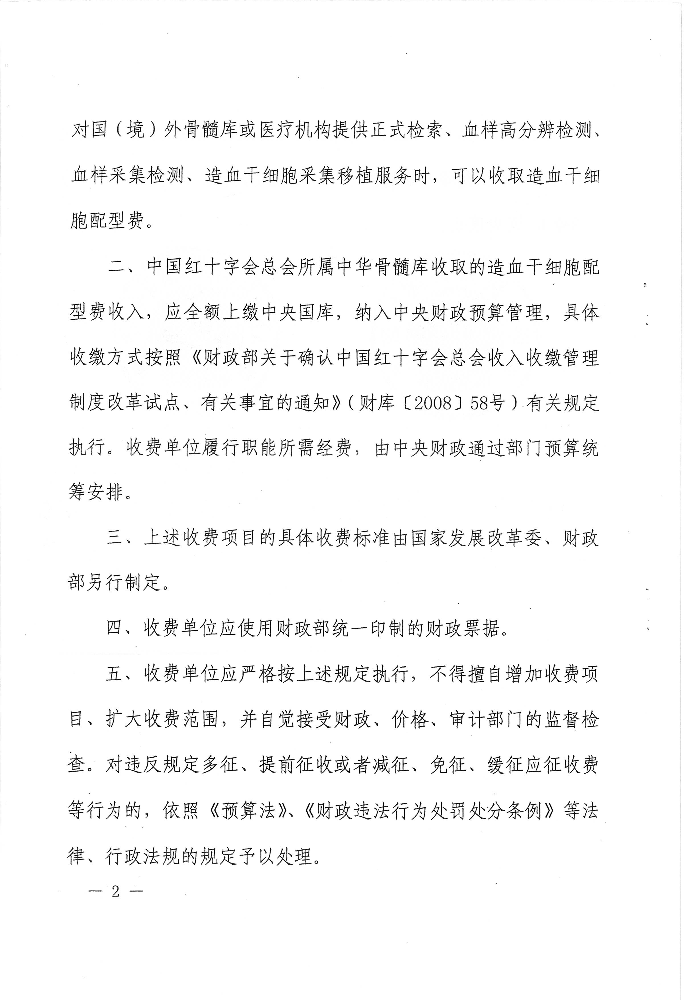 对国（境）外骨髓库或医疗机构提供正式检索、血样高分辨检测、
血样采集检测、造血干细胞采集移植服务时，可以收取造血干细
胞配型费。
二、中国红十字会总会所属中华骨髓库收取的造血干细胞配
型费收入，应全额上缴中央国库，纳入中央财政预算管理，具体
收缴方式按照《财政部关于确认中国红十字会总会收入收缴管理
制度改革试点、有关事宜的通知》（财库〔2008〕58号）有关规定
执行。收费单位履行职能所需经费，由中央财政通过部门预算统
筹安排。
三、上述收费项目的具体收费标准由国家发展改革委、财政
部另行制定。
四、收费单位应使用财政部统一印制的财政票据。
五、收费单位应严格按上述规定执行，不得擅自增加收费项
目、扩大收费范围，并自觉接受财政、价格、审计部门的监督检
查。对违反规定多征、提前征收或者减征、免征、缓征应征收费
等行为的，依照《预算法》、《财政违法行为处罚处分条例》等法
律、行政法规的规定予以处理。
— 2 —